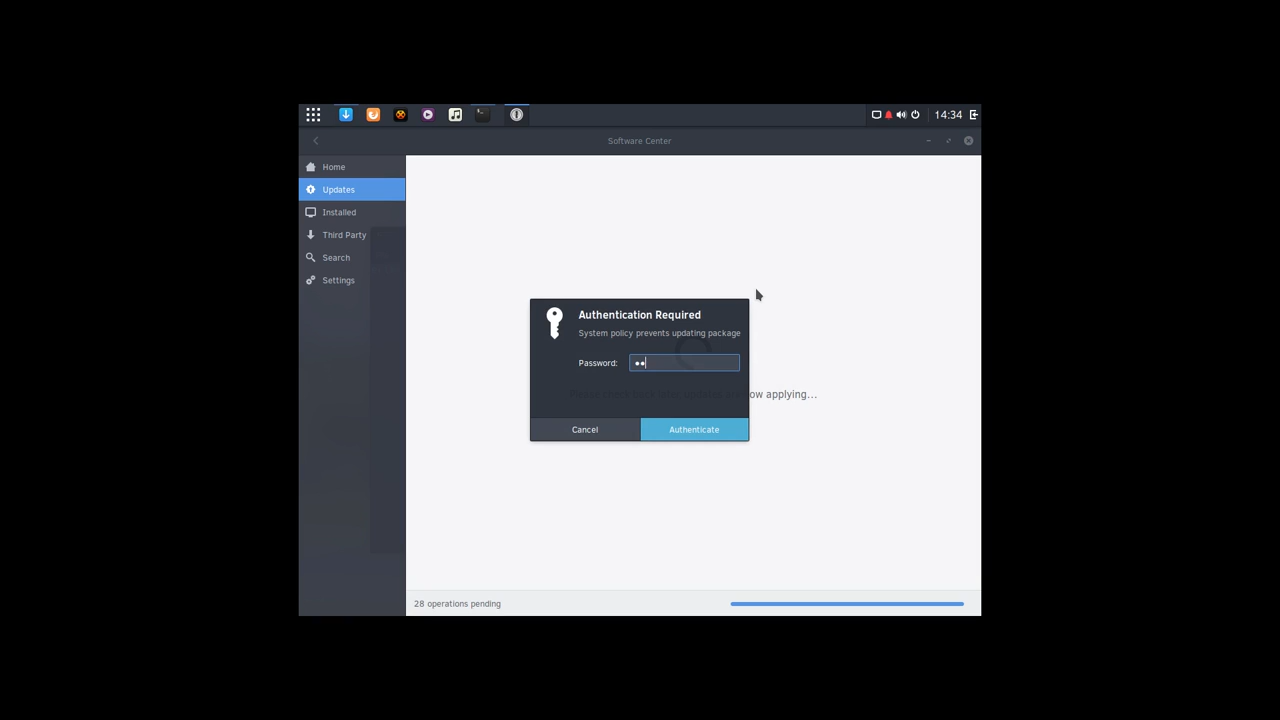 14:34
Software Center
Home
Updates
Installed
Third Party
Search
Settings
Authentication Required
System policy prevents updating package
Password:
ow applying...
Cancel
Authenticate
28 operations pending